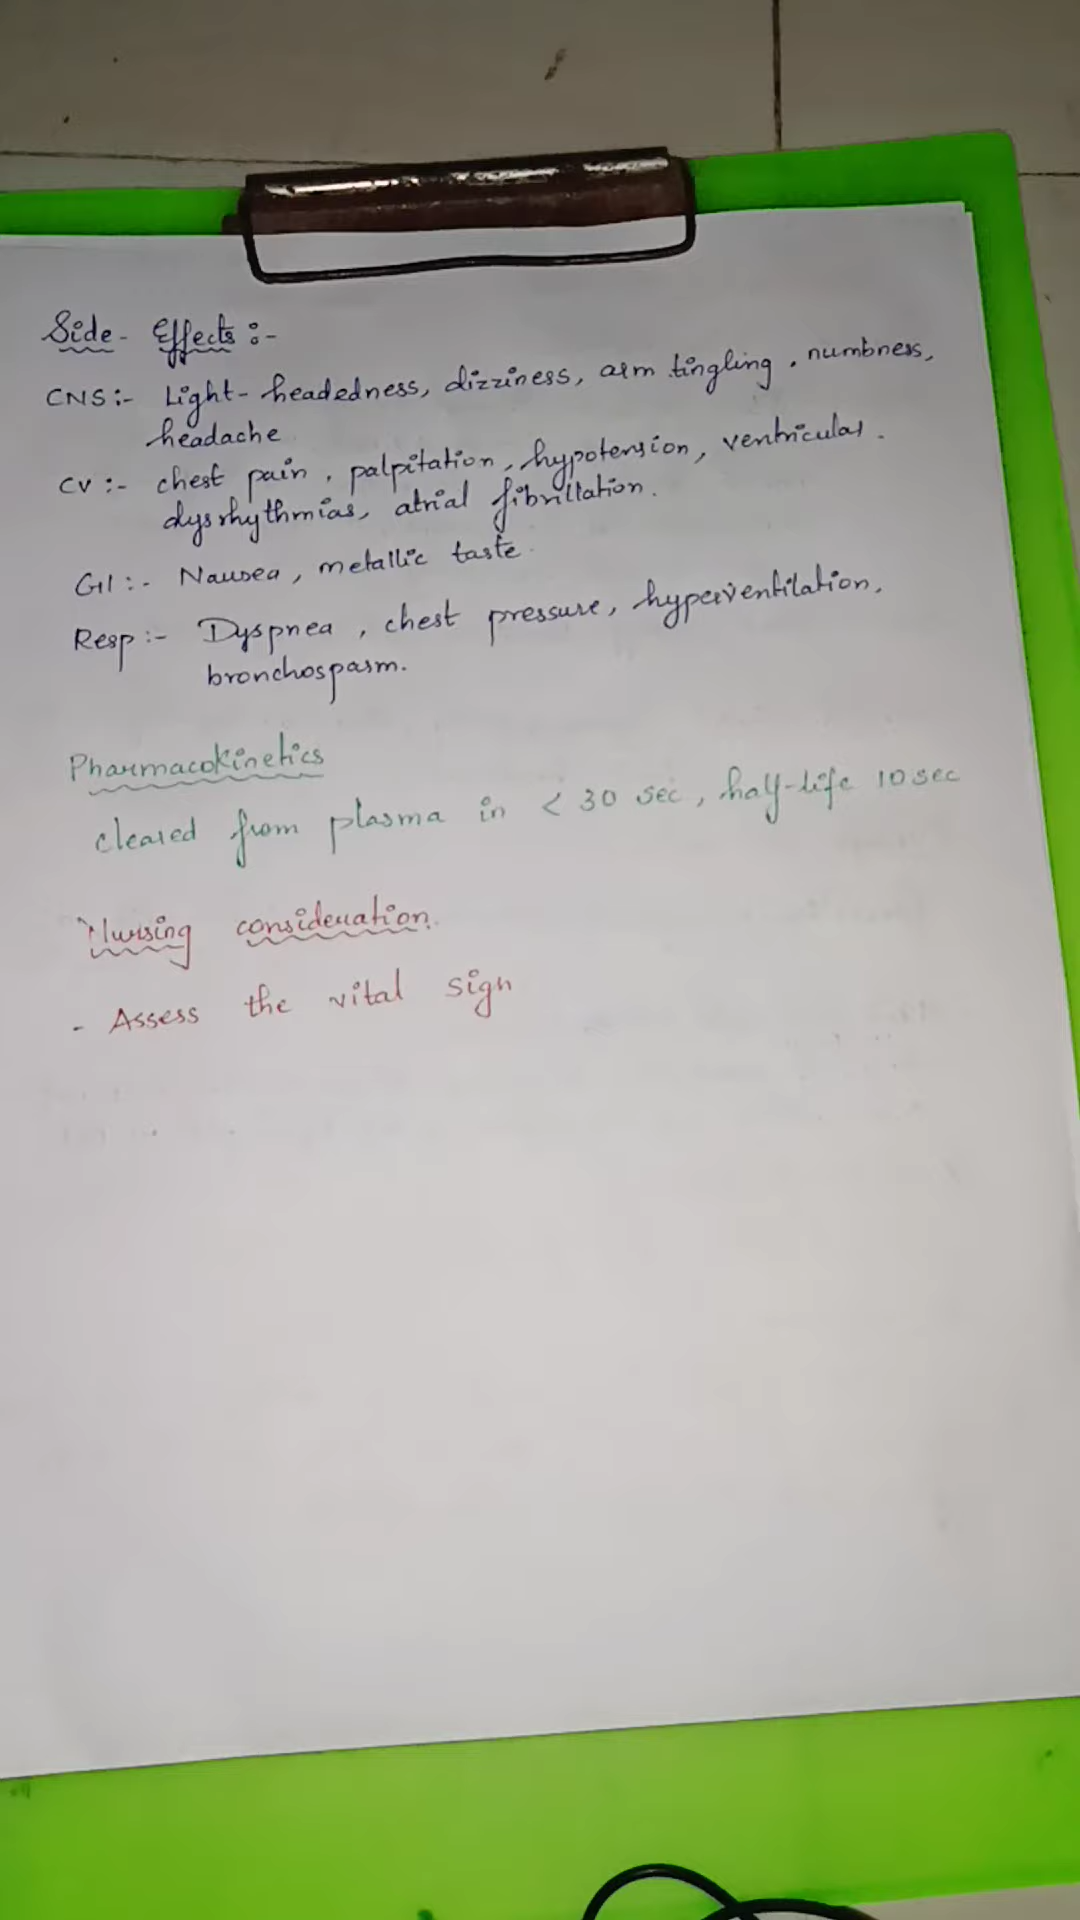 Side - Effects :-
CNS :- Light-headedness, dizziness, arm tingling, numbness,
headache
CV :- chest pain, palpitation, hypotension, ventricular
dysrhythmias, atrial fibrillation.
GI :- Nausea, metallic taste.
Resp :- Dyspnea, chest pressure, hyperventilation,
bronchospasm.
Pharmacokinetics
cleared from plasma in < 30 sec, half-life 10 sec
Nursing consideration.
- Assess the vital sign